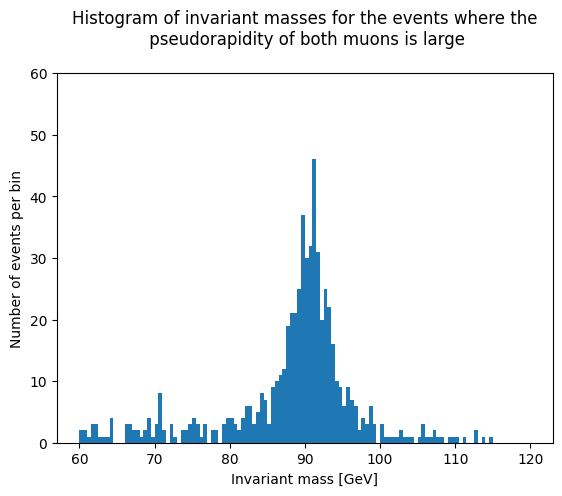 Histogram of invariant masses for the events where the
pseudorapidity of both muons is large
60
50
40
30
20
10
0
Number of events per bin
60 70 80 90 100 110 120
Invariant mass [GeV]